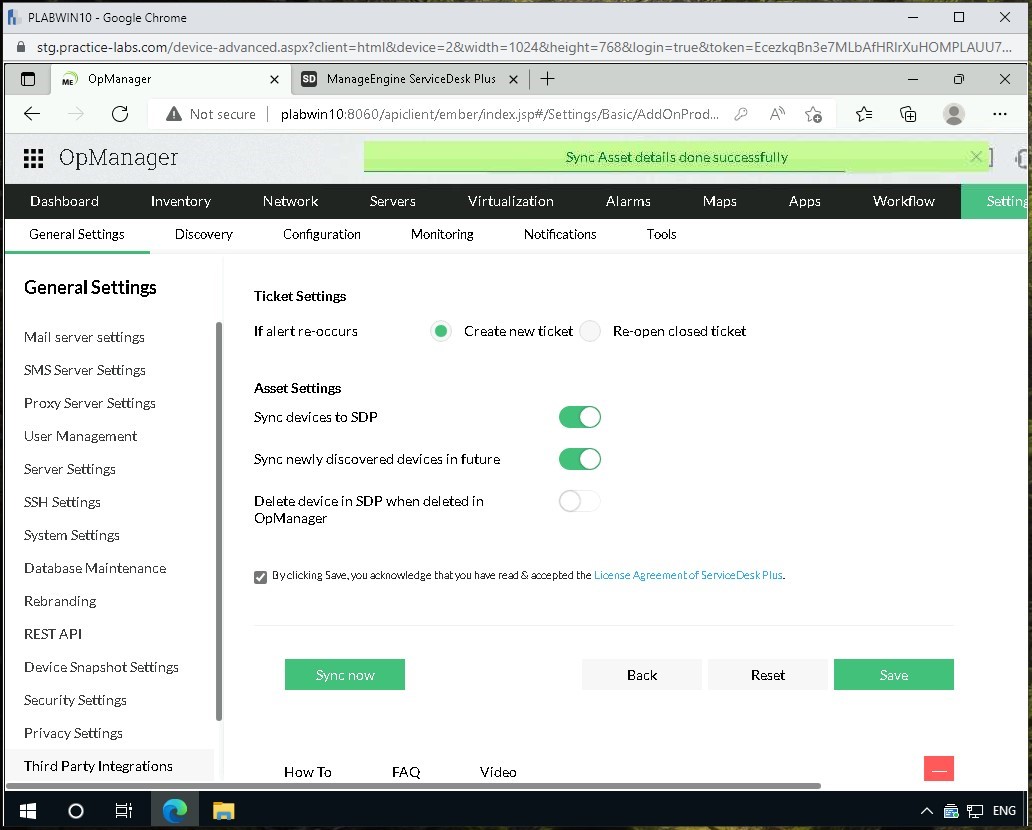 PLABWIN10 - Google Chrome
stg.practice-labs.com/device-advanced.aspx?client=html&device=2&width=1024&height=768&login=true&token=EcezkqBn3e7MLbAfHRIrXuHOMPLAUU7...
ME OpManager SD ManageEngine ServiceDesk Plus
Not secure plabwin10:8060/apiclient/ember/index.jsp#/Settings/Basic/AddOnProd...
OpManager Sync Asset details done successfully
Dashboard Inventory Network Servers Virtualization Alarms Maps Apps Workflow Setting
General Settings Discovery Configuration Monitoring Notifications Tools
General Settings
Mail server settings
SMS Server Settings
Proxy Server Settings
User Management
Server Settings
SSH Settings
System Settings
Database Maintenance
Rebranding
REST API
Device Snapshot Settings
Security Settings
Privacy Settings
Third Party Integrations
Ticket Settings
If alert re-occurs Create new ticket Re-open closed ticket
Asset Settings
Sync devices to SDP
Sync newly discovered devices in future
Delete device in SDP when deleted in
OpManager
By clicking Save, you acknowledge that you have read & accepted the License Agreement of ServiceDesk Plus.
Sync now Back Reset Save
How To FAQ Video
ENG